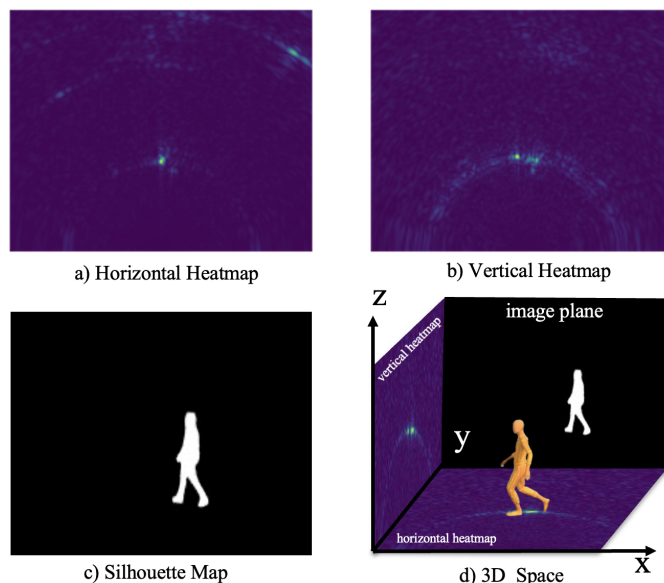 a) Horizontal Heatmap
b) Vertical Heatmap
c) Silhouette Map
z
image plane
vertical heatmap
y
horizontal heatmap
x
d) 3D Space